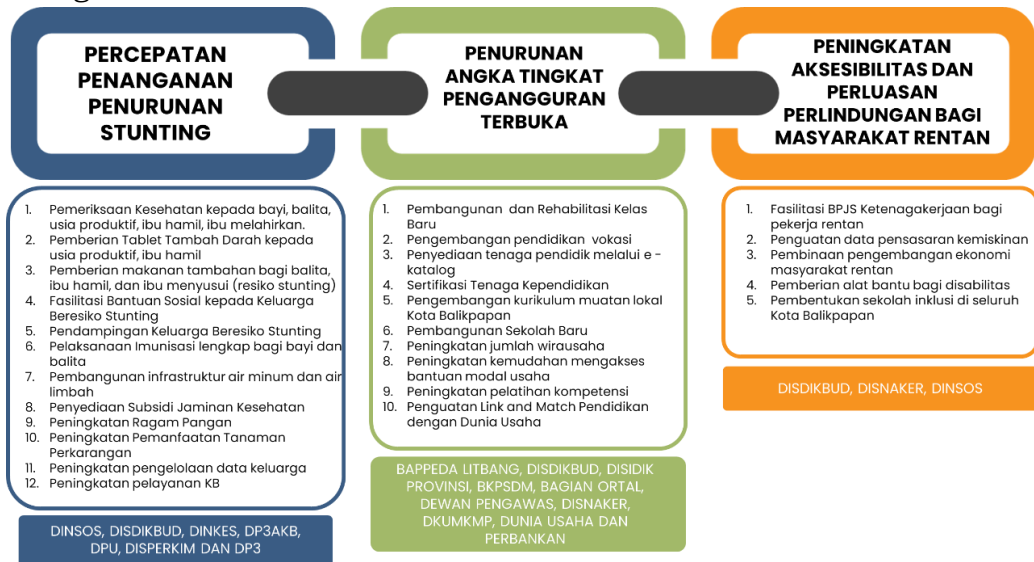 PERCEPATAN
PENANGANAN
PENURUNAN
STUNTING
1. Pemeriksaan Kesehatan kepada bayi, balita,
usia produktif, ibu hamil, ibu melahirkan.
2. Pemberian Tablet Tambah Darah kepada
usia produktif, ibu hamil
3. Pemberian makanan tambahan bagi balita,
ibu hamil, dan ibu menyusui (resiko stunting)
4. Fasilitasi Bantuan Sosial kepada Keluarga
Beresiko Stunting
5. Pendampingan Keluarga Beresiko Stunting
6. Pelaksanaan Imunisasi lengkap bagi bayi dan
balita
7. Pembangunan infrastruktur air minum dan air
limbah
8. Penyediaan Subsidi Jaminan Kesehatan
9. Peningkatan Ragam Pangan
10. Peningkatan Pemanfaatan Tanaman
Perkarangan
11. Peningkatan pengelolaan data keluarga
12. Peningkatan pelayanan KB
DINSOS, DISDIKBUD, DINKES, DP3AKB,
DPU, DISPERKIM DAN DP3
PENURUNAN
ANGKA TINGKAT
PENGANGGURAN
TERBUKA
1. Pembangunan dan Rehabilitasi Kelas
Baru
2. Pengembangan pendidikan vokasi
3. Penyediaan tenaga pendidik melalui e -
katalog
4. Sertifikasi Tenaga Kependidikan
5. Pengembangan kurikulum muatan lokal
Kota Balikpapan
6. Pembangunan Sekolah Baru
7. Peningkatan jumlah wirausaha
8. Peningkatan kemudahan mengakses
bantuan modal usaha
9. Peningkatan pelatihan kompetensi
10. Penguatan Link and Match Pendidikan
dengan Dunia Usaha
BAPPEDA LITBANG, DISDIKBUD, DISIDIK
PROVINSI, BKPSDM, BAGIAN ORTAL,
DEWAN PENGAWAS, DISNAKER,
DKUMKMP, DUNIA USAHA DAN
PERBANKAN
PENINGKATAN
AKSESIBILITAS DAN
PERLUASAN
PERLINDUNGAN BAGI
MASYARAKAT RENTAN
1. Fasilitasi BPJS Ketenagakerjaan bagi
pekerja rentan
2. Penguatan data pensasaran kemiskinan
3. Pembinaan pengembangan ekonomi
masyarakat rentan
4. Pemberian alat bantu bagi disabilitas
5. Pembentukan sekolah inklusi di seluruh
Kota Balikpapan
DISDIKBUD, DISNAKER, DINSOS